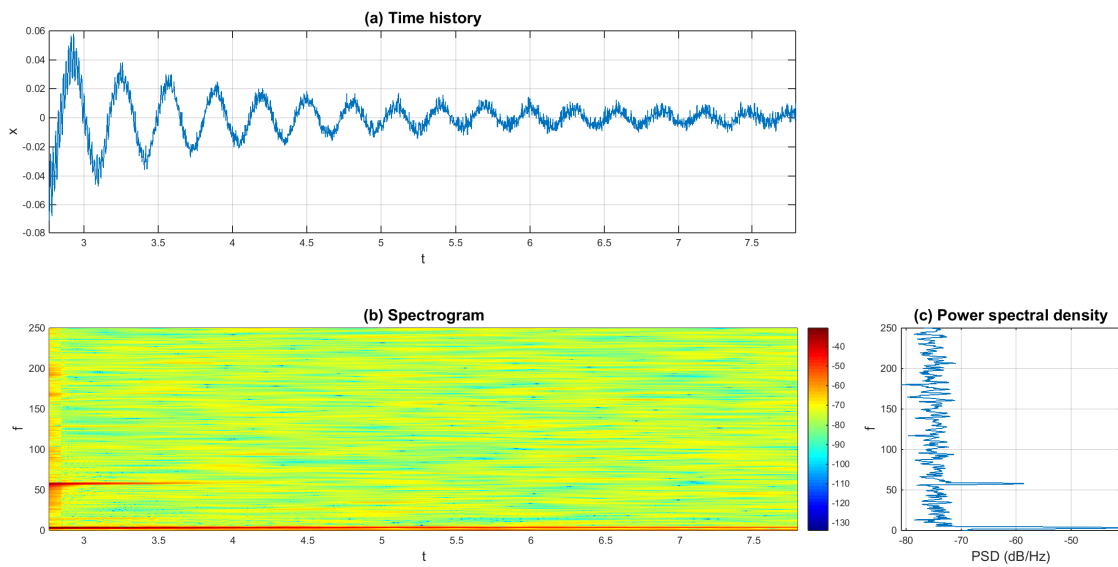 (a) Time history
0.06
0.04
0.02
0
-0.02
-0.04
-0.06
-0.08
x
3 3.5 4 4.5 5 5.5 6 6.5 7 7.5
t
(b) Spectrogram
250
200
150
100
50
0
f
3 3.5 4 4.5 5 5.5 6 6.5 7 7.5
t
-40
-50
-60
-70
-80
-90
-100
-110
-120
-130
(c) Power spectral density
250
200
150
100
50
0
f
-80 -70 -60 -50
PSD (dB/Hz)